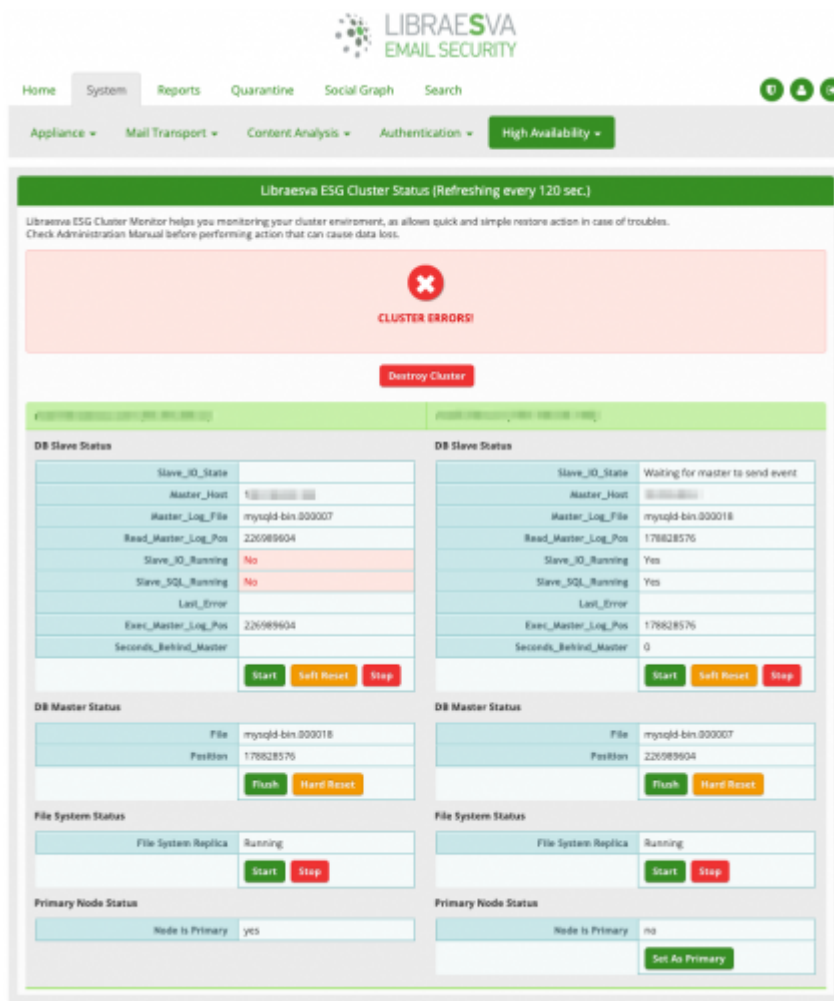 LIBRAESVA
EMAIL SECURITY
Home System Reports Quarantine Social Graph Search
Appliance Mail Transport Content Analysis Authentication High Availability
Libraesva ESG Cluster Status (Refreshing every 120 sec.)
Libraesva ESG Cluster Monitor helps you monitoring your cluster enviroment, as allows quick and simple restore action in case of troubles.
Check Administration Manual before performing action that can cause data loss.
CLUSTER ERRORS!
Destroy Cluster
DB Slave Status
Slave_IO_State
Master_Host 1
Master_Log_File mysqld-bin.000007
Read_Master_Log_Pos 226989604
Slave_IO_Running No
Slave_SQL_Running No
Last_Error
Exec_Master_Log_Pos 226989604
Seconds_Behind_Master
Start Soft Reset Stop
DB Master Status
File mysqld-bin.000018
Position 178828576
Flush Hard Reset
File System Status
File System Replica Running
Start Stop
Primary Node Status
Node Is Primary yes
DB Slave Status
Slave_IO_State Waiting for master to send event
Master_Host
Master_Log_File mysqld-bin.000018
Read_Master_Log_Pos 178828576
Slave_IO_Running Yes
Slave_SQL_Running Yes
Last_Error
Exec_Master_Log_Pos 178828576
Seconds_Behind_Master 0
Start Soft Reset Stop
DB Master Status
File mysqld-bin.000007
Position 226989604
Flush Hard Reset
File System Status
File System Replica Running
Start Stop
Primary Node Status
Node Is Primary no
Set As Primary